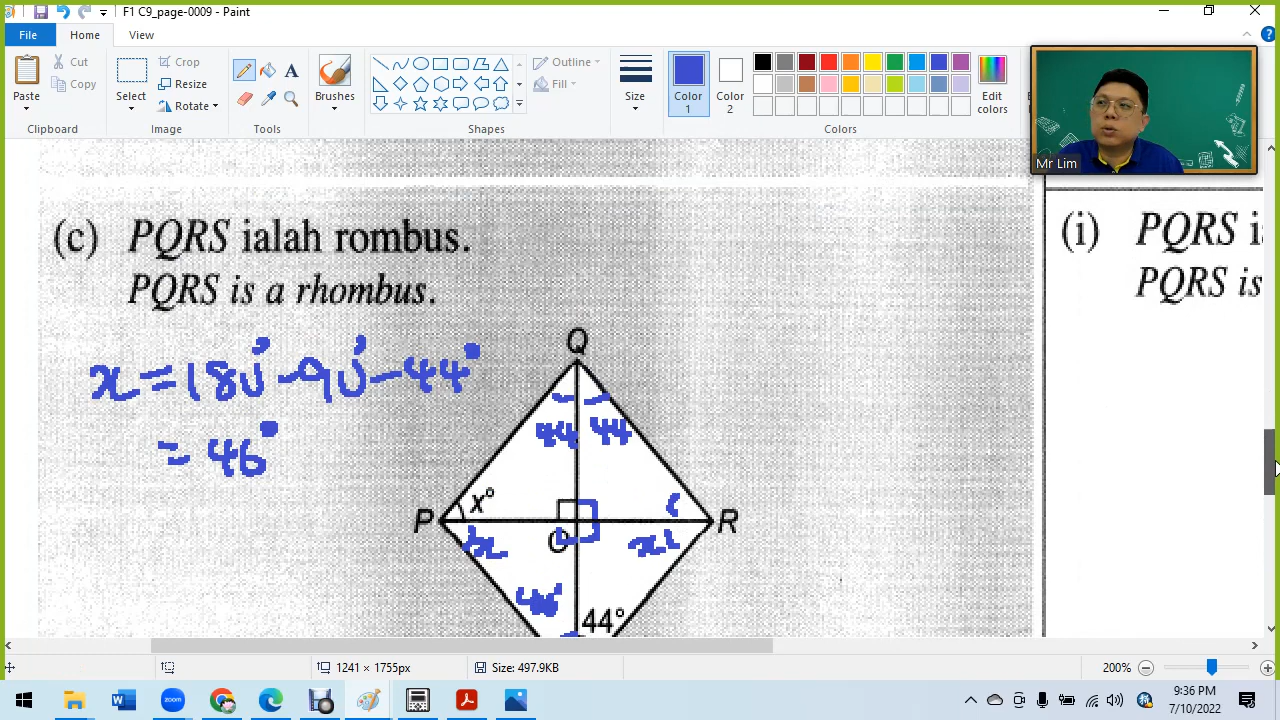 F1 C9_page-0009 - Paint
File Home View
Cut
Copy
Paste
Clipboard
Select
Crop
Resize
Rotate
Image
A
Tools
Brushes
Outline
Fill
Shapes
Size
Color 1
Color 2
Edit colors
Colors
Mr Lim
(c) PQRS ialah rombus.
PQRS is a rhombus.
x = 180° - 90° - 44°
= 46°
Q
44 44
x°
P
R
O
x
x
44
44°
(i) PQRS i
PQRS is
1241 × 1755px
Size: 497.9KB
200%
W
zoom
9:36 PM
7/10/2022